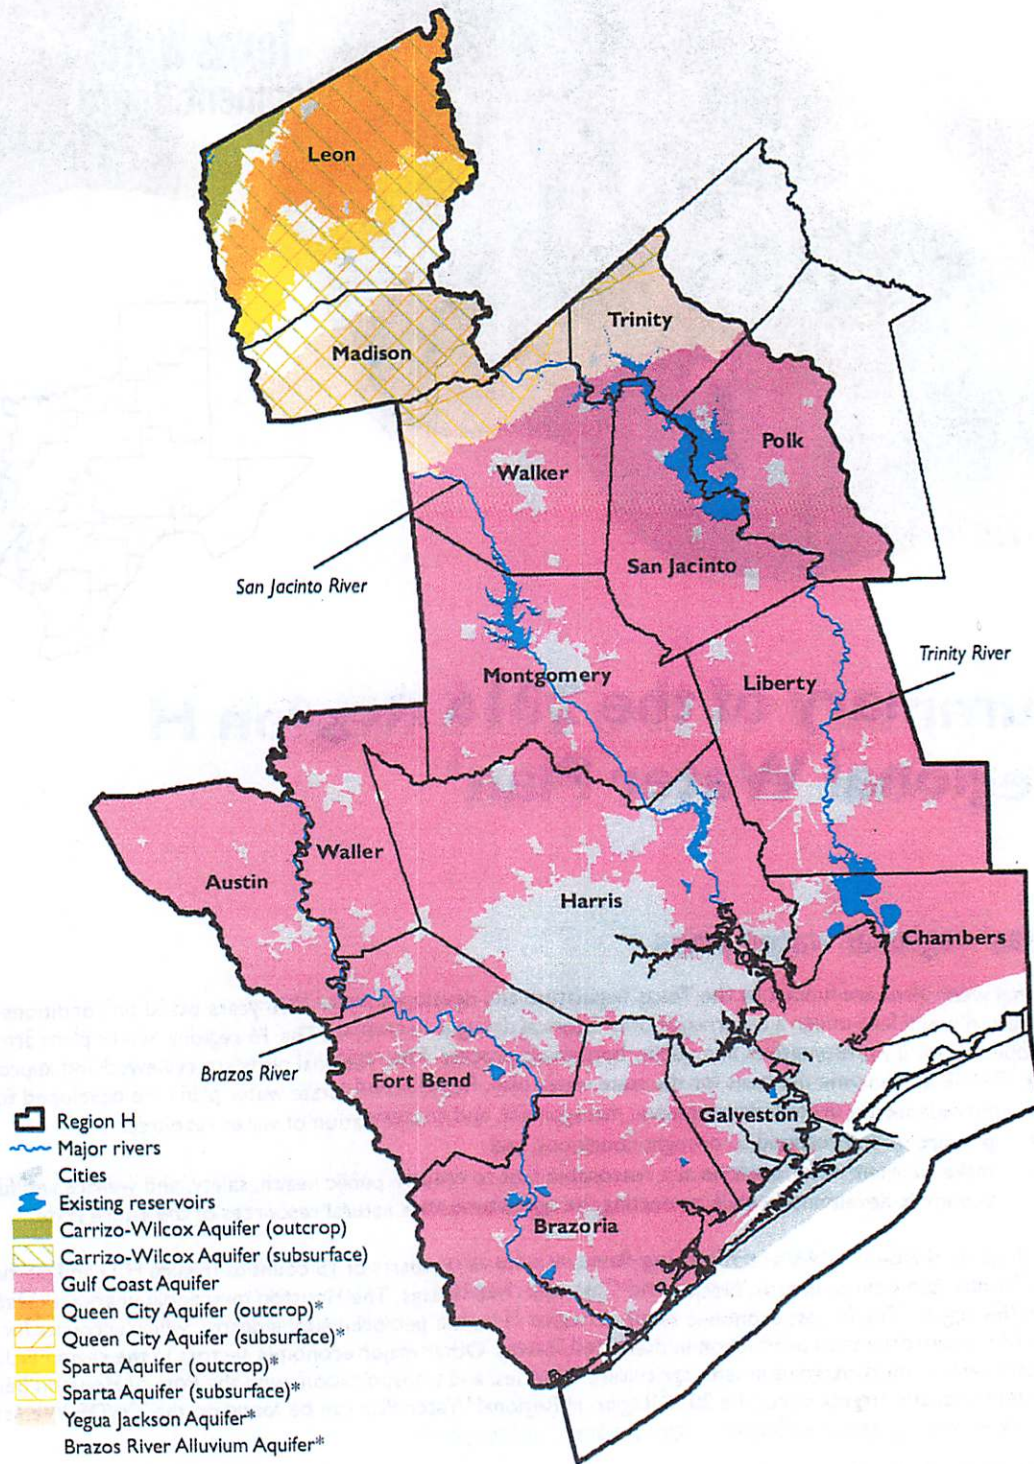 Leon
Trinity
Madison
Polk
Walker
San Jacinto
San Jacinto River
Trinity River
Montgomery
Liberty
Waller
Austin
Harris
Chambers
Brazos River
Fort Bend
Galveston
Brazoria
Region H
Major rivers
Cities
Existing reservoirs
Carrizo-Wilcox Aquifer (outcrop)
Carrizo-Wilcox Aquifer (subsurface)
Gulf Coast Aquifer
Queen City Aquifer (outcrop)*
Queen City Aquifer (subsurface)*
Sparta Aquifer (outcrop)*
Sparta Aquifer (subsurface)*
Yegua Jackson Aquifer*
Brazos River Alluvium Aquifer*